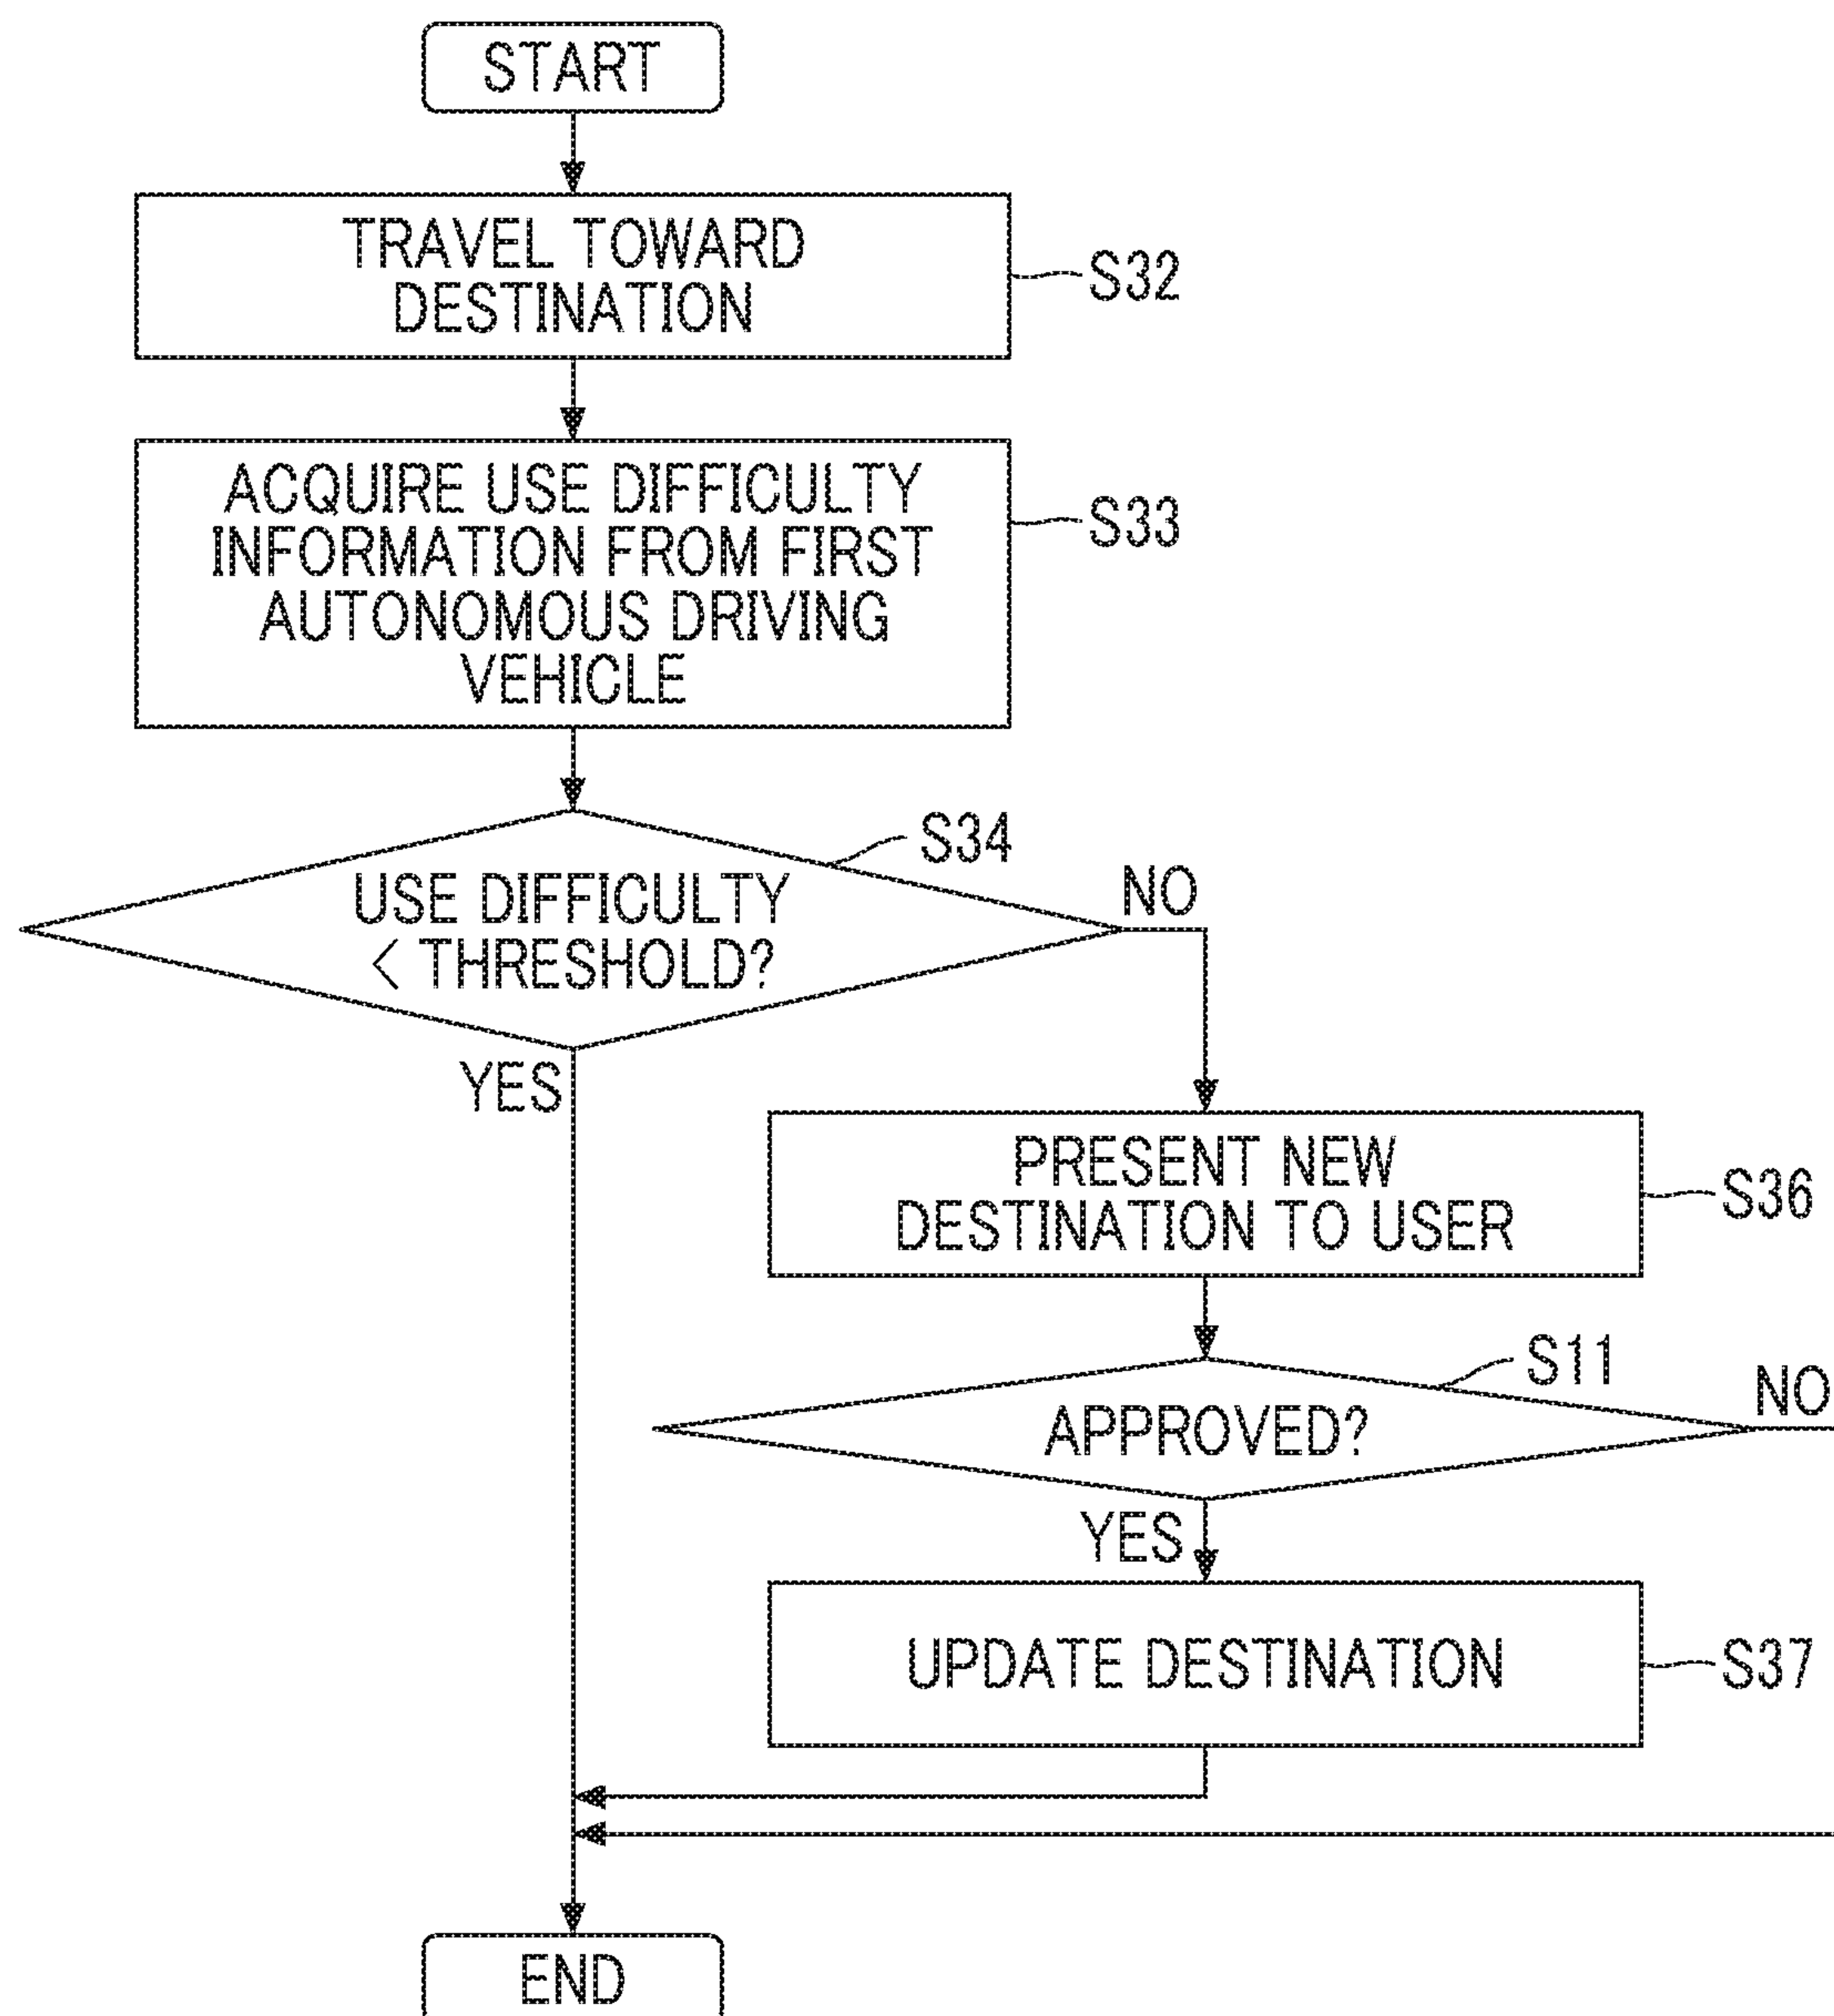 START
TRAVEL TOWARD
DESTINATION
S32
ACQUIRE USE DIFFICULTY
INFORMATION FROM FIRST
AUTONOMOUS DRIVING
VEHICLE
S33
S34
USE DIFFICULTY
< THRESHOLD?
NO
YES
PRESENT NEW
DESTINATION TO USER
S36
S11
APPROVED?
NO
YES
UPDATE DESTINATION
S37
END